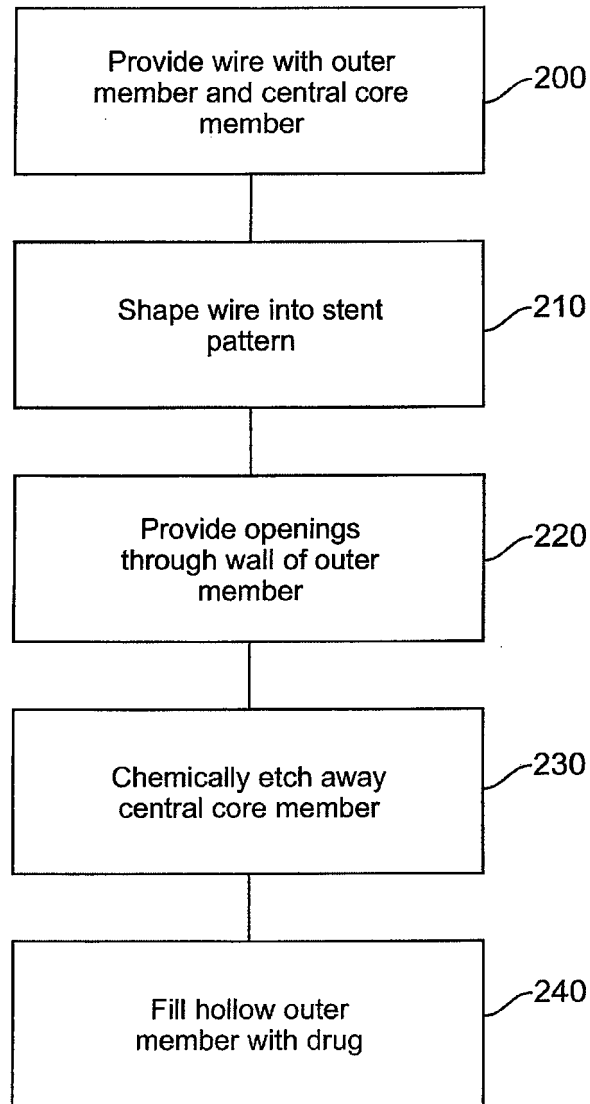 Provide wire with outer
member and central core
member
200
Shape wire into stent
pattern
210
Provide openings
through wall of outer
member
220
Chemically etch away
central core member
230
Fill hollow outer
member with drug
240